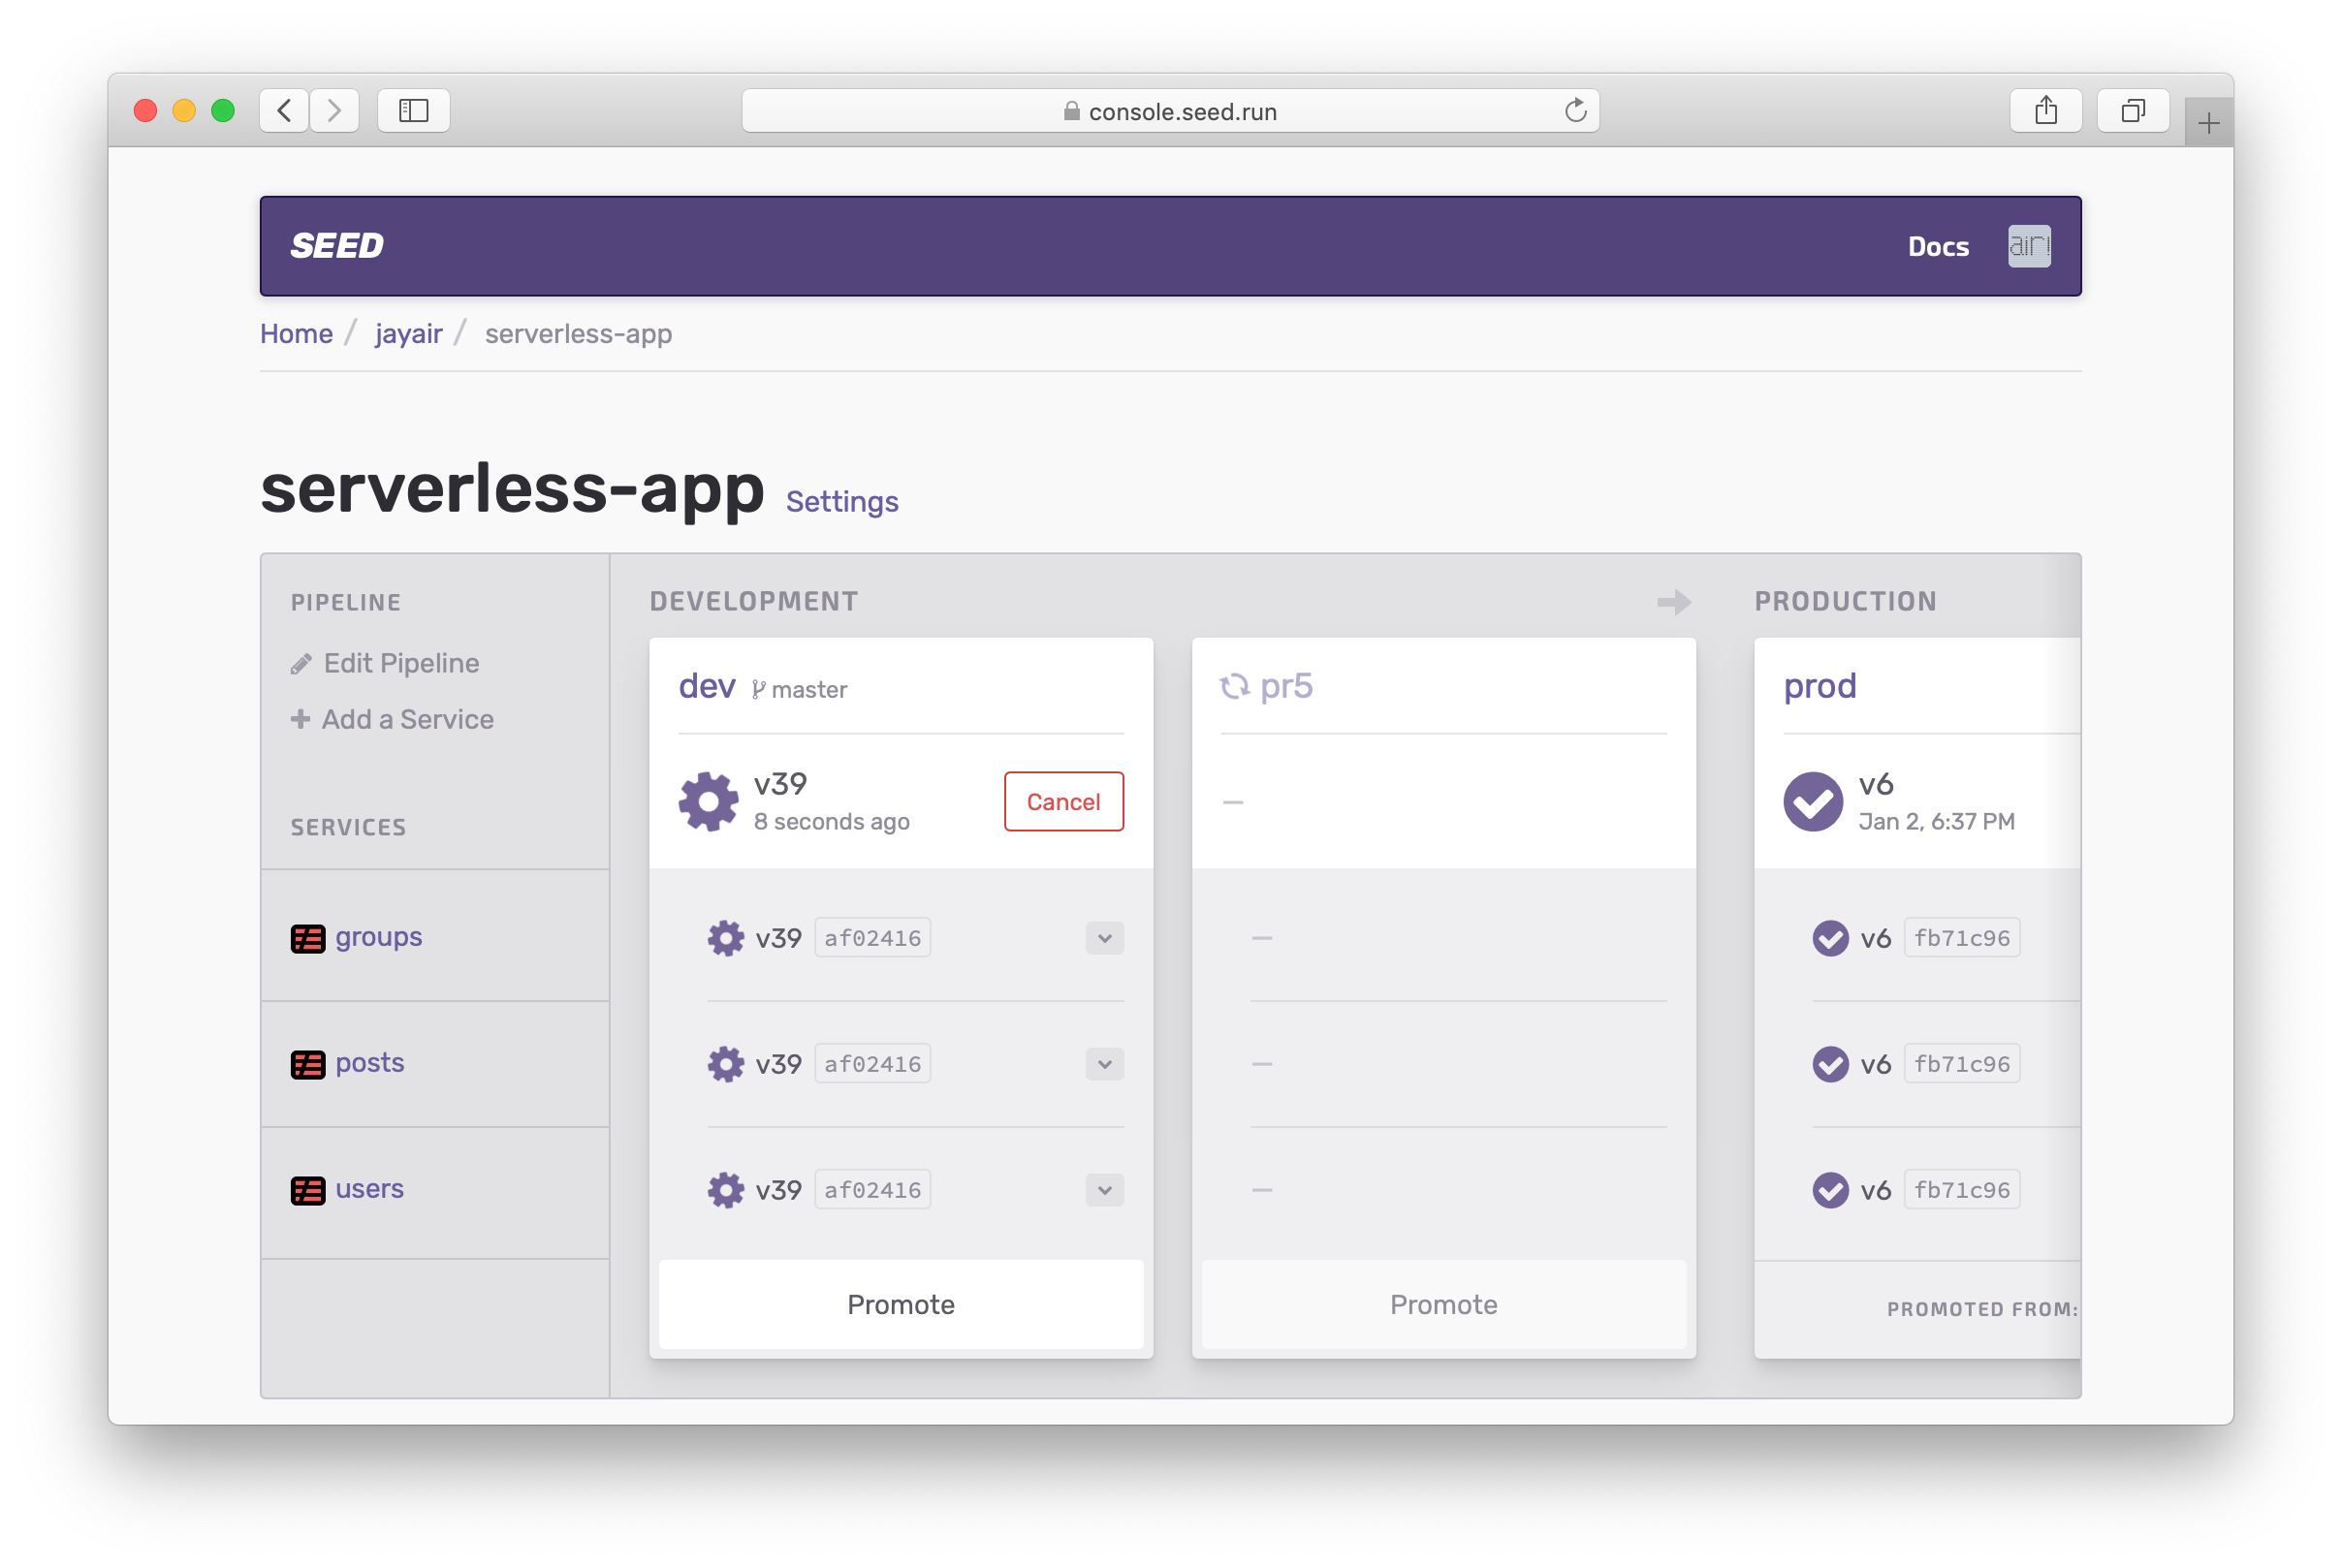 console.seed.run
SEED
Docs
Home / jayair / serverless-app
serverless-app Settings
PIPELINE
Edit Pipeline
Add a Service
SERVICES
groups
posts
users
DEVELOPMENT
dev master
v39
8 seconds ago
Cancel
v39 af02416
v39 af02416
v39 af02416
Promote
pr5
–
–
–
–
Promote
PRODUCTION
prod
v6
Jan 2, 6:37 PM
v6 fb71c96
v6 fb71c96
v6 fb71c96
PROMOTED FROM: